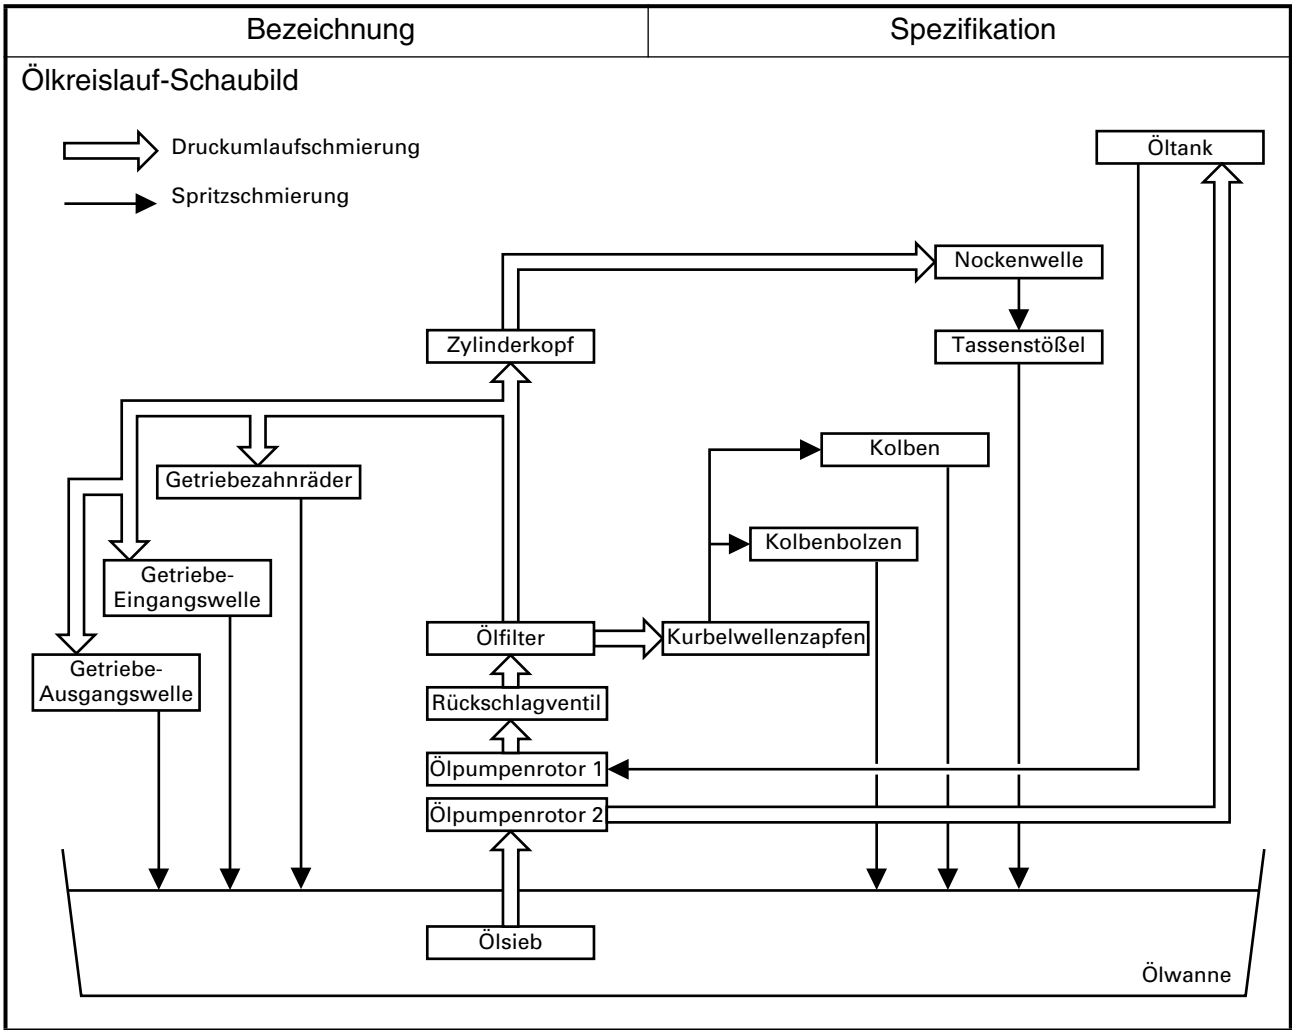 Bezeichnung
Spezifikation
Ölkreislauf-Schaubild
Druckumlaufschmierung
Spritzschmierung
Öltank
Nockenwelle
Zylinderkopf
Tassenstößel
Kolben
Getriebezahnräder
Kolbenbolzen
Getriebe-
Eingangswelle
Ölfilter
Kurbelwellenzapfen
Getriebe-
Ausgangswelle
Rückschlagventil
Ölpumpenrotor 1
Ölpumpenrotor 2
Ölsieb
Ölwanne